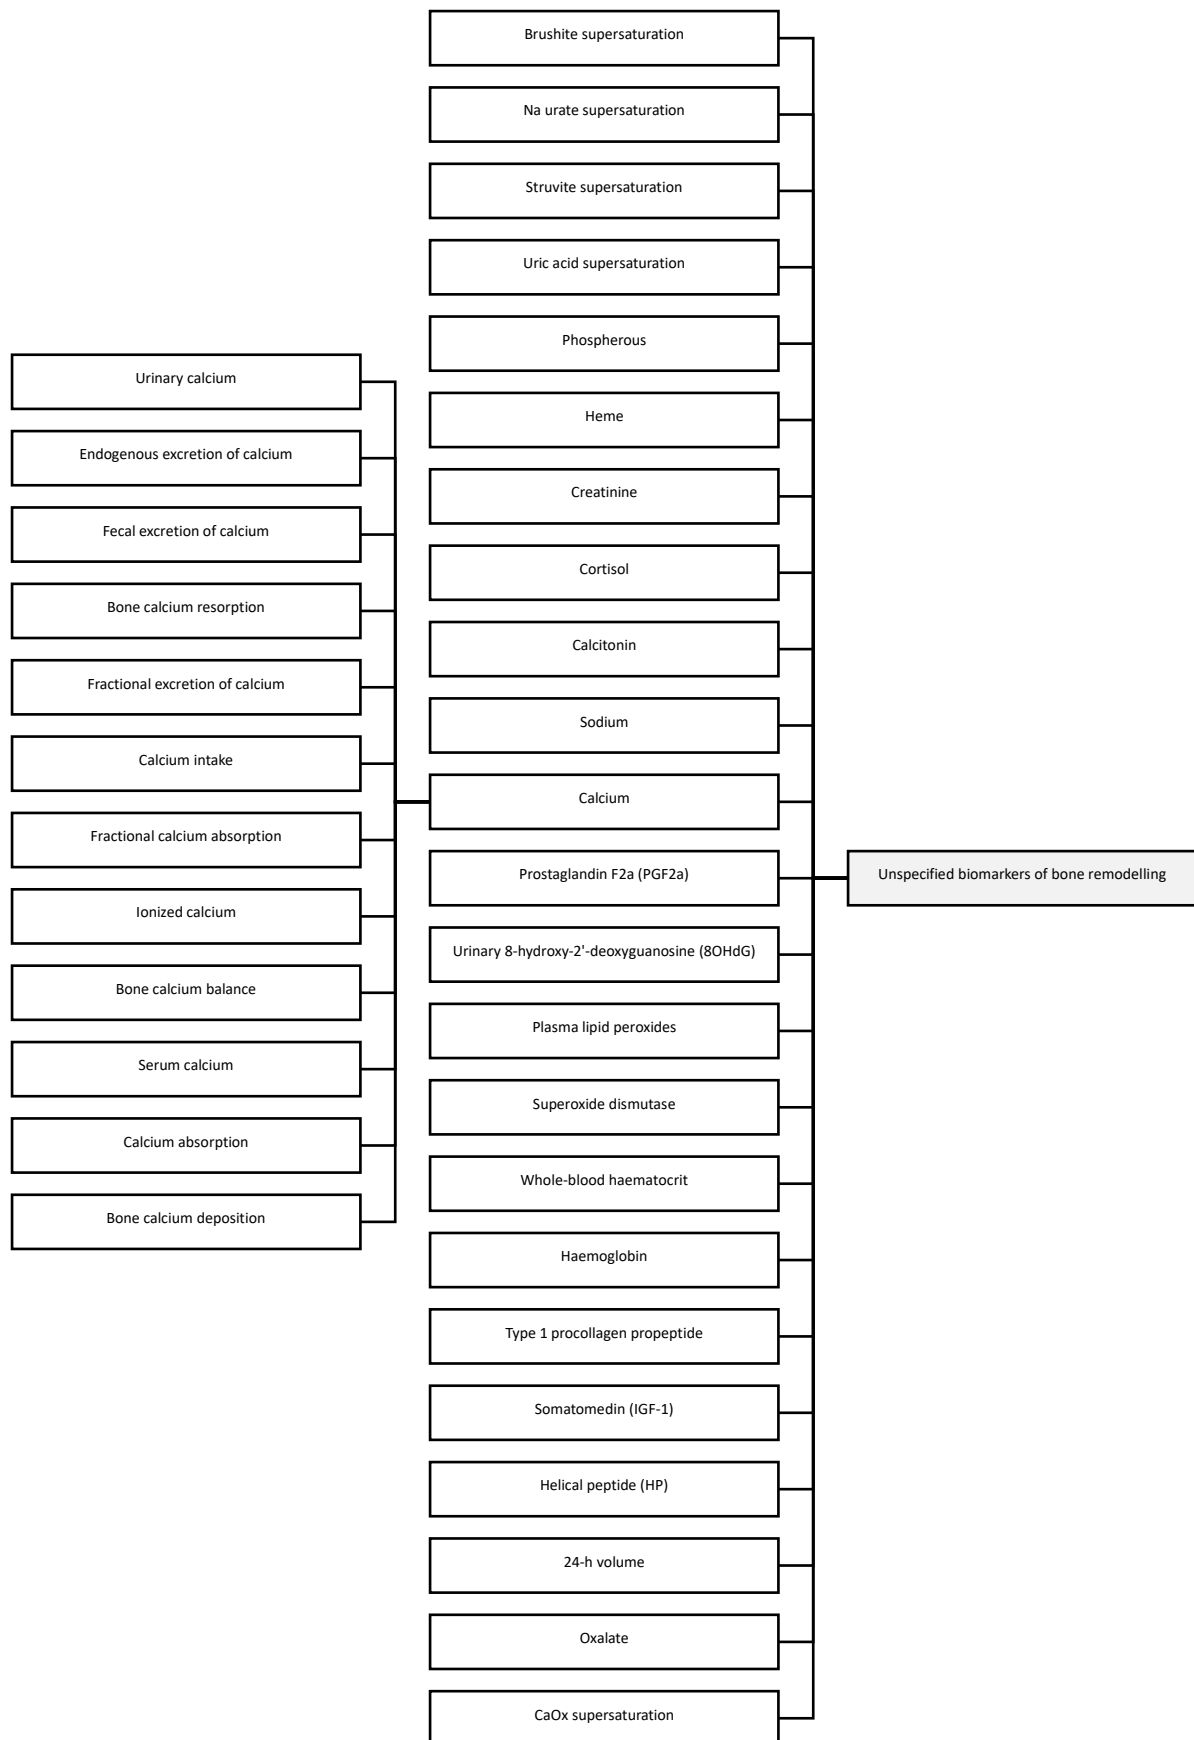 Brushite supersaturation
Na urate supersaturation
Struvite supersaturation
Uric acid supersaturation
Phospherous
Heme
Creatinine
Cortisol
Calcitonin
Sodium
Calcium
Prostaglandin F2a (PGF2a)
Urinary 8-hydroxy-2'-deoxyguanosine (8OHdG)
Plasma lipid peroxides
Superoxide dismutase
Whole-blood haematocrit
Haemoglobin
Type 1 procollagen propeptide
Somatomedin (IGF-1)
Helical peptide (HP)
24-h volume
Oxalate
CaOx supersaturation
Urinary calcium
Endogenous excretion of calcium
Fecal excretion of calcium
Bone calcium resorption
Fractional excretion of calcium
Calcium intake
Fractional calcium absorption
Ionized calcium
Bone calcium balance
Serum calcium
Calcium absorption
Bone calcium deposition
Unspecified biomarkers of bone remodelling